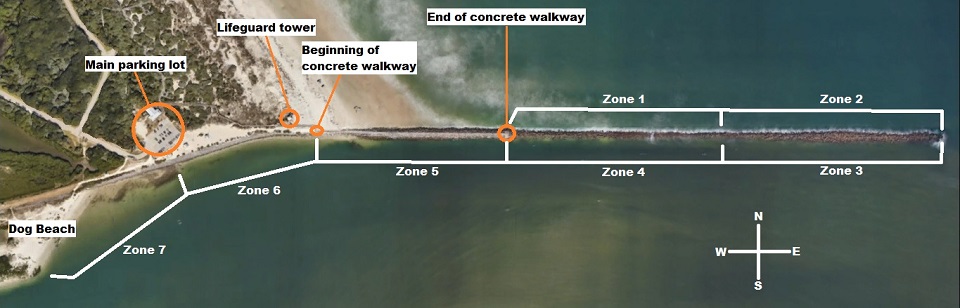 End of concrete walkway
Lifeguard tower
Beginning of
concrete walkway
Main parking lot
Zone 1
Zone 2
Zone 5
Zone 4
Zone 3
Zone 6
Dog Beach
Zone 7
N
W
E
S